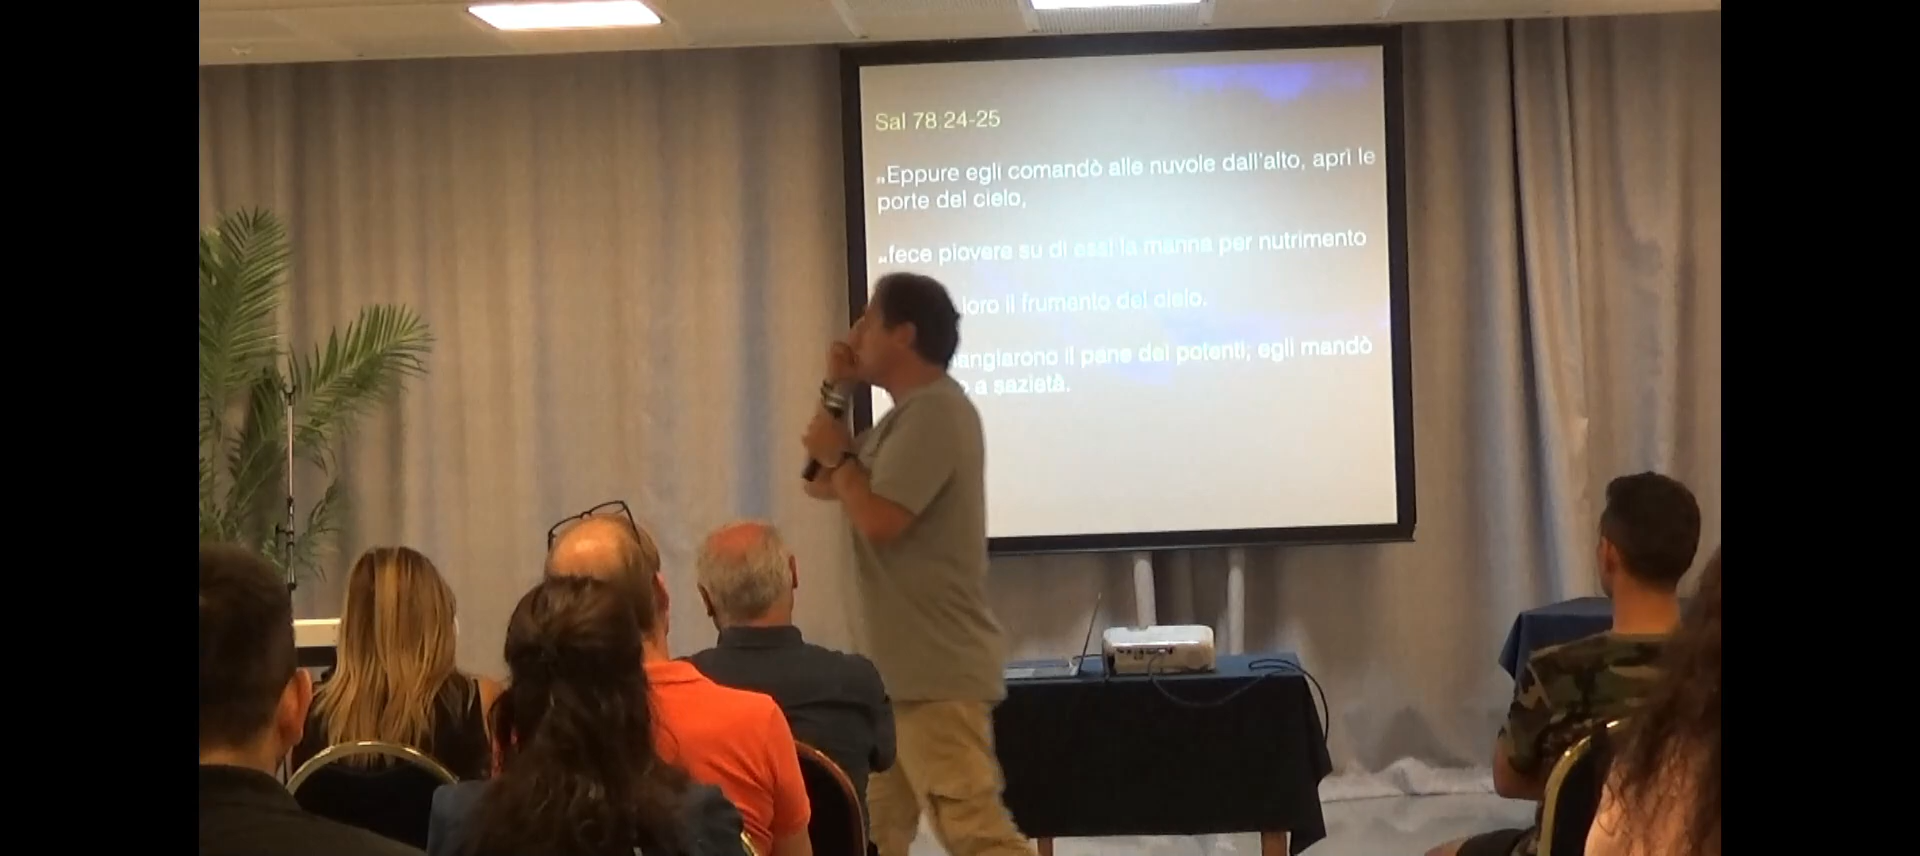 Sal 78:24-25
„Eppure egli comandò alle nuvole dall'alto, aprì le
porte del cielo,
„fece piovere su di essi la manna per nutrimento
loro il frumento del cielo.
mangiarono il pane dei potenti; egli mandò
a sazietà.